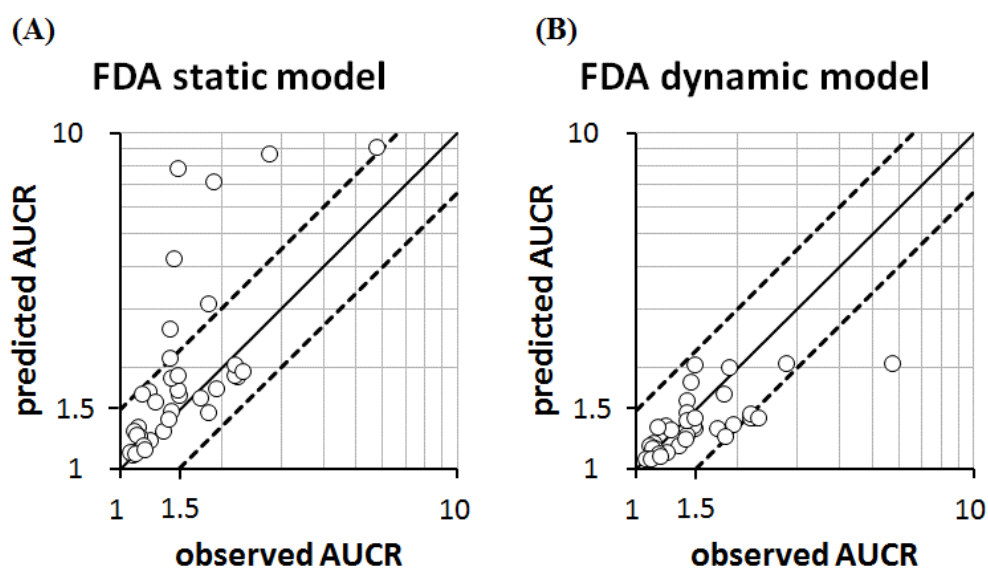 (A)
FDA static model
10
predicted AUCR
1.5
1
1
1.5
10
observed AUCR
(B)
FDA dynamic model
10
predicted AUCR
1.5
1
1
1.5
10
observed AUCR